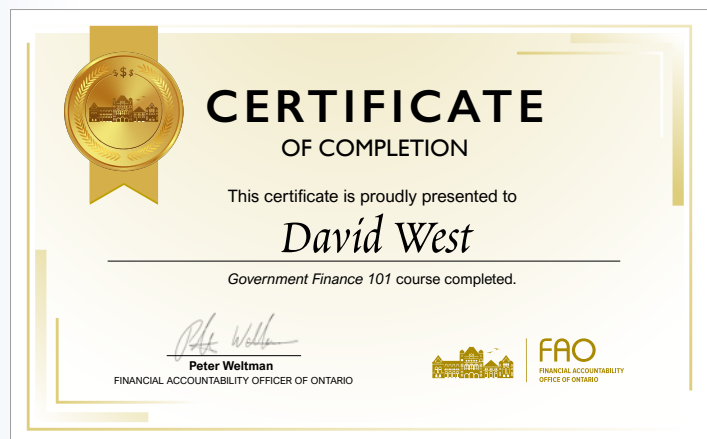 $$$
CERTIFICATE
OF COMPLETION
This certificate is proudly presented to
David West
Government Finance 101 course completed.
Peter Weltman
FINANCIAL ACCOUNTABILITY OFFICER OF ONTARIO
FAO
FINANCIAL ACCOUNTABILITY
OFFICE OF ONTARIO